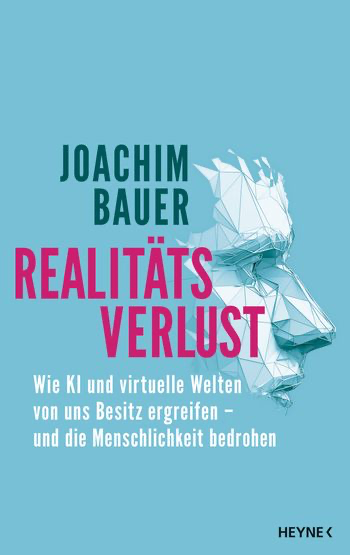 JOACHIM
BAUER
REALITÄTS
VERLUST
Wie KI und virtuelle Welten
von uns Besitz ergreifen –
und die Menschlichkeit bedrohen
HEYNE